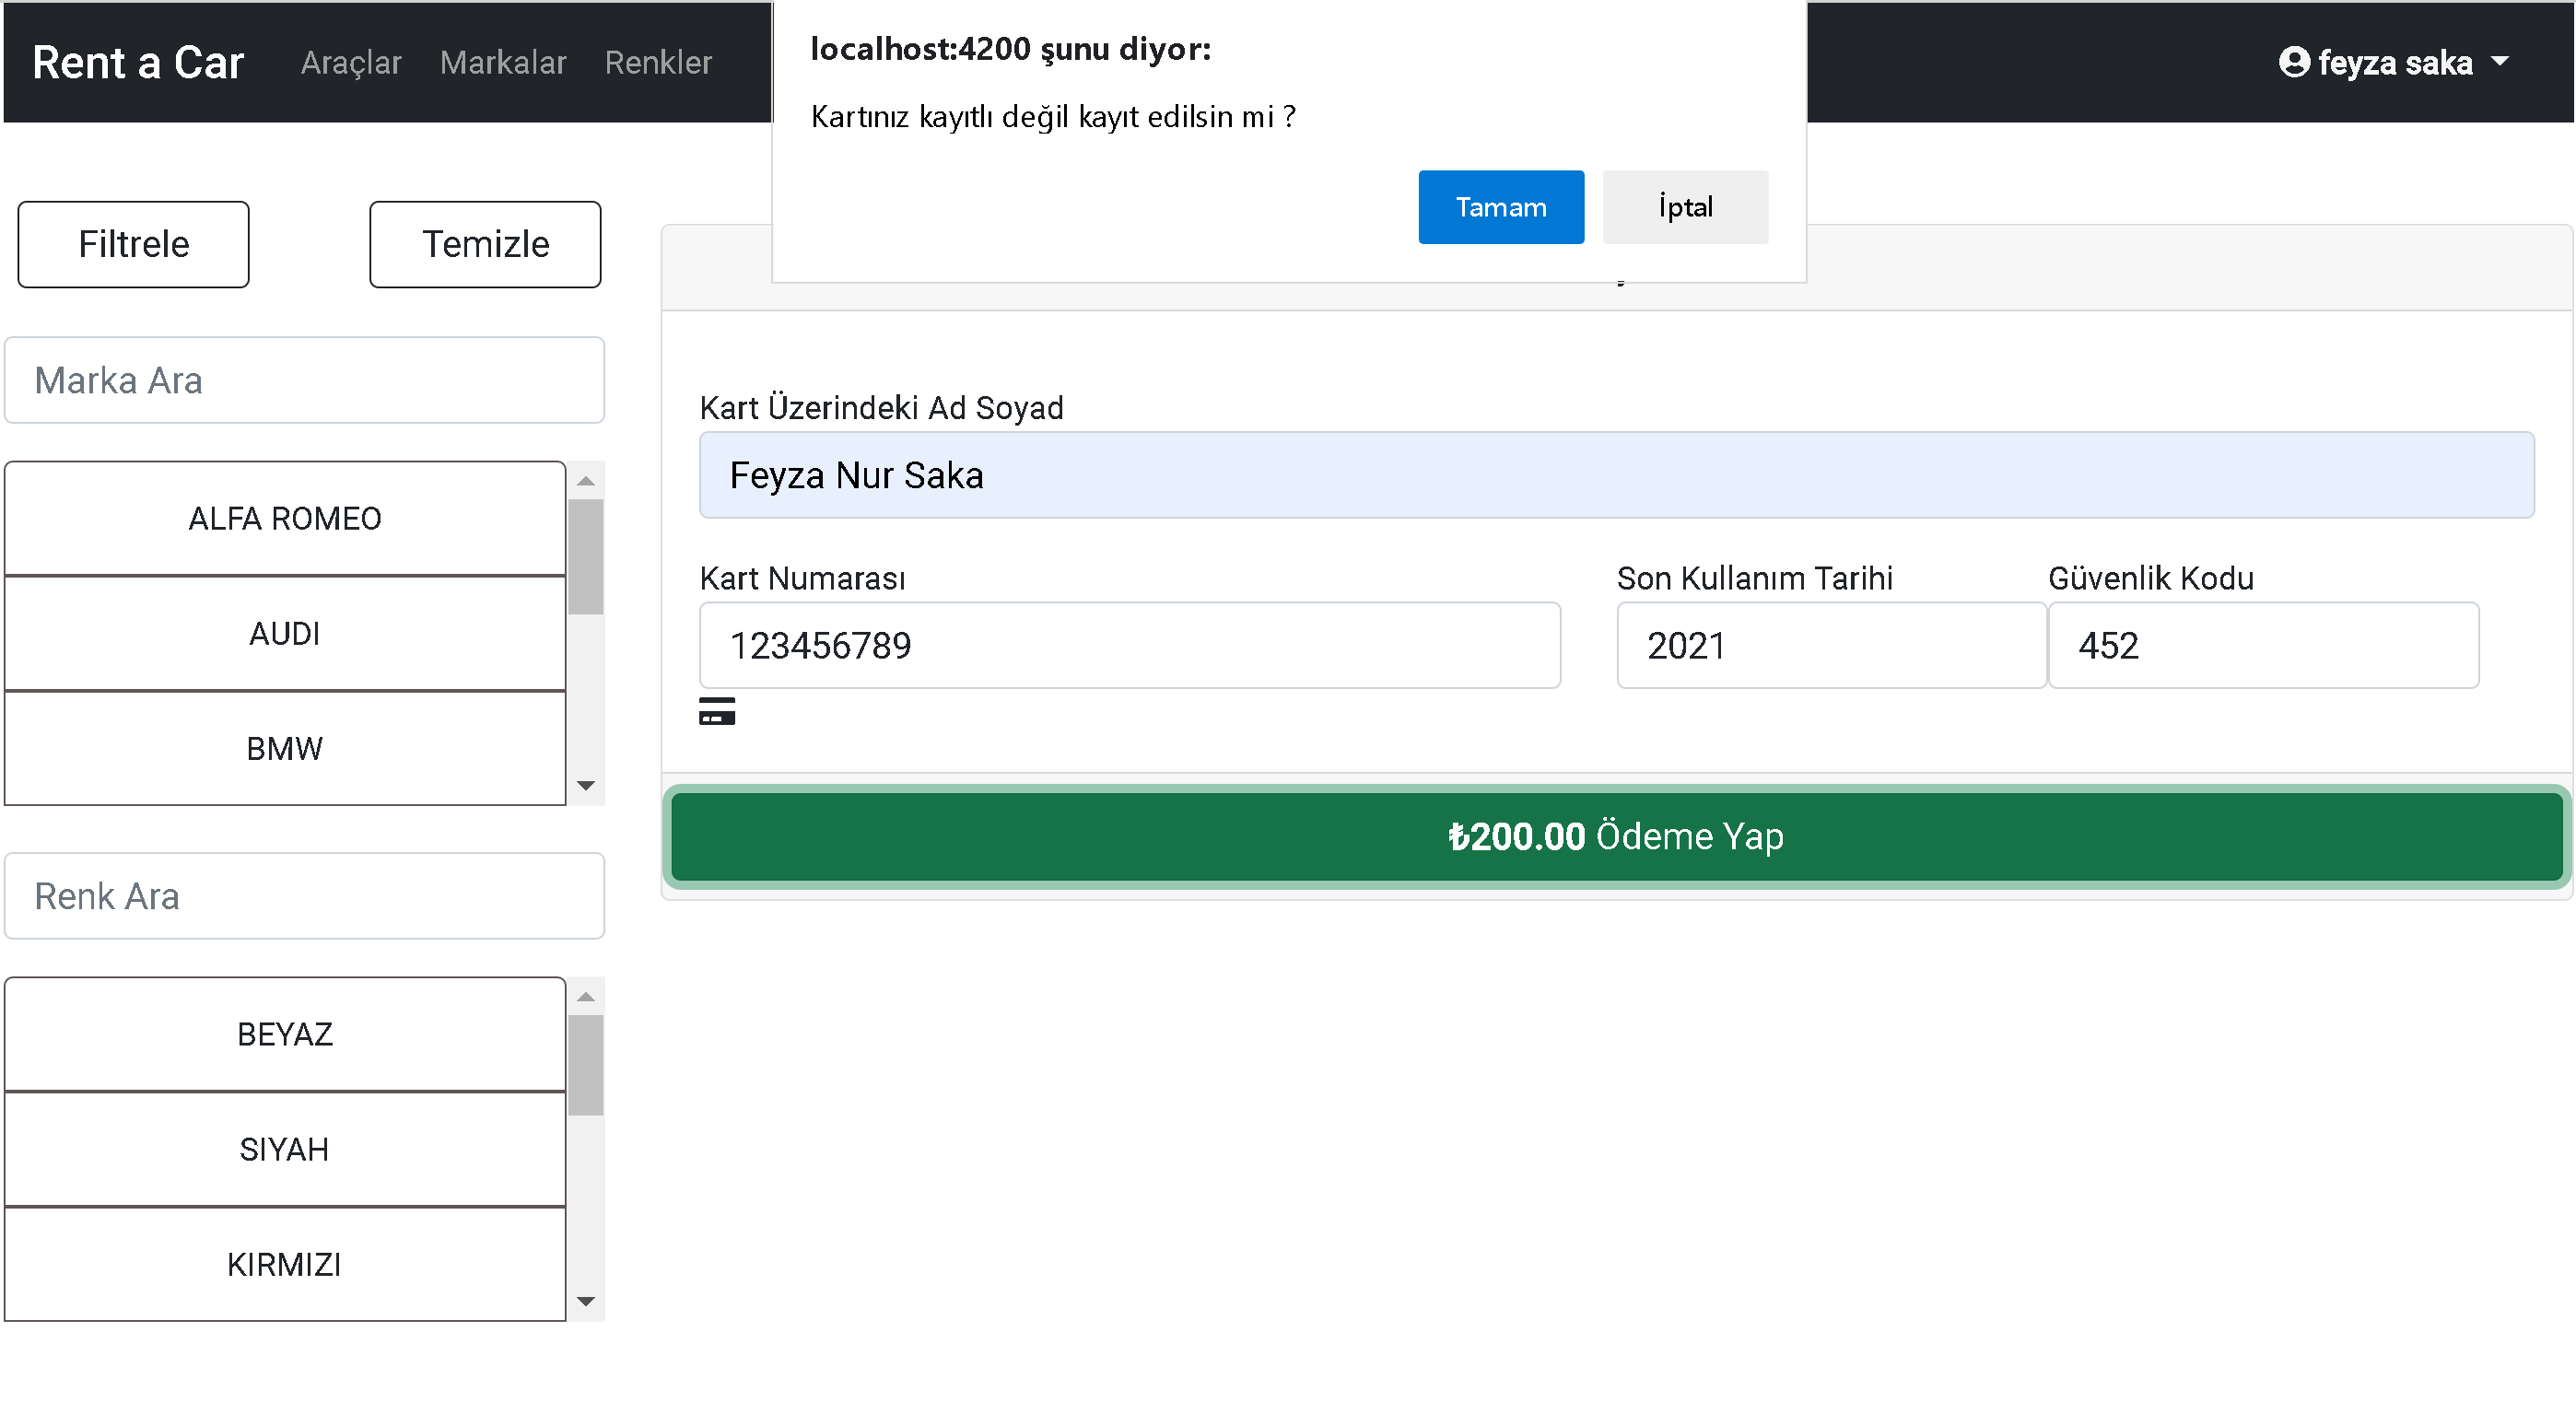 Rent a Car Araçlar Markalar Renkler
feyza saka
localhost:4200 şunu diyor:
Kartınız kayıtlı değil kayıt edilsin mi ?
Tamam İptal
Filtrele Temizle
Marka Ara
ALFA ROMEO
AUDI
BMW
Renk Ara
BEYAZ
SIYAH
KIRMIZI
Kart Üzerindeki Ad Soyad
Feyza Nur Saka
Kart Numarası Son Kullanım Tarihi Güvenlik Kodu
123456789 2021 452
₺200.00 Ödeme Yap